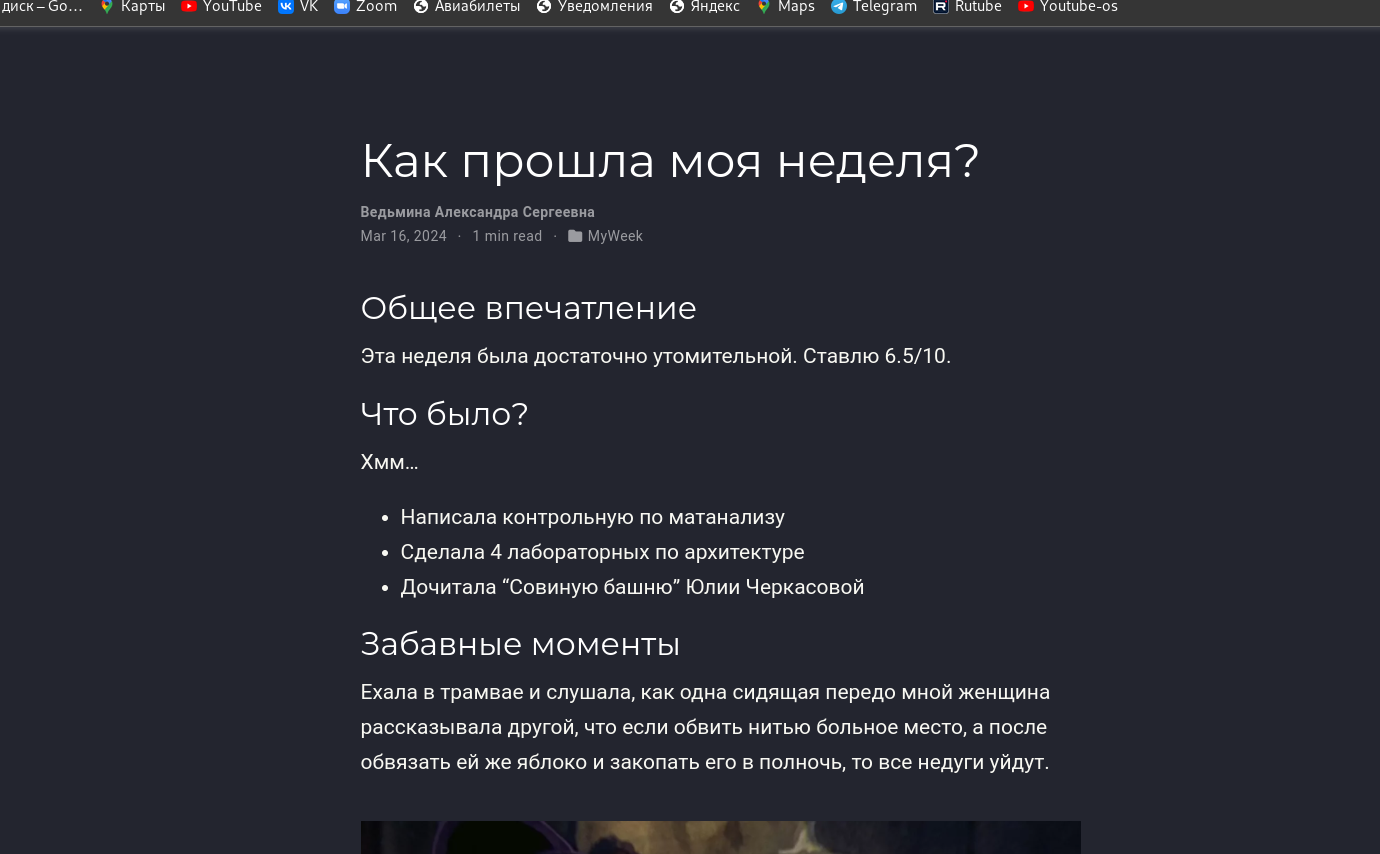 диск – Go… Карты YouTube VK Zoom Авиабилеты Уведомления Яндекс Maps Telegram Rutube Youtube-os
Как прошла моя неделя?
Ведьмина Александра Сергеевна
Mar 16, 2024 · 1 min read · MyWeek
Общее впечатление
Эта неделя была достаточно утомительной. Ставлю 6.5/10.
Что было?
Хмм…
• Написала контрольную по матанализу
• Сделала 4 лабораторных по архитектуре
• Дочитала “Совиную башню” Юлии Черкасовой
Забавные моменты
Ехала в трамвае и слушала, как одна сидящая передо мной женщина
рассказывала другой, что если обвить нитью больное место, а после
обвязать ей же яблоко и закопать его в полночь, то все недуги уйдут.